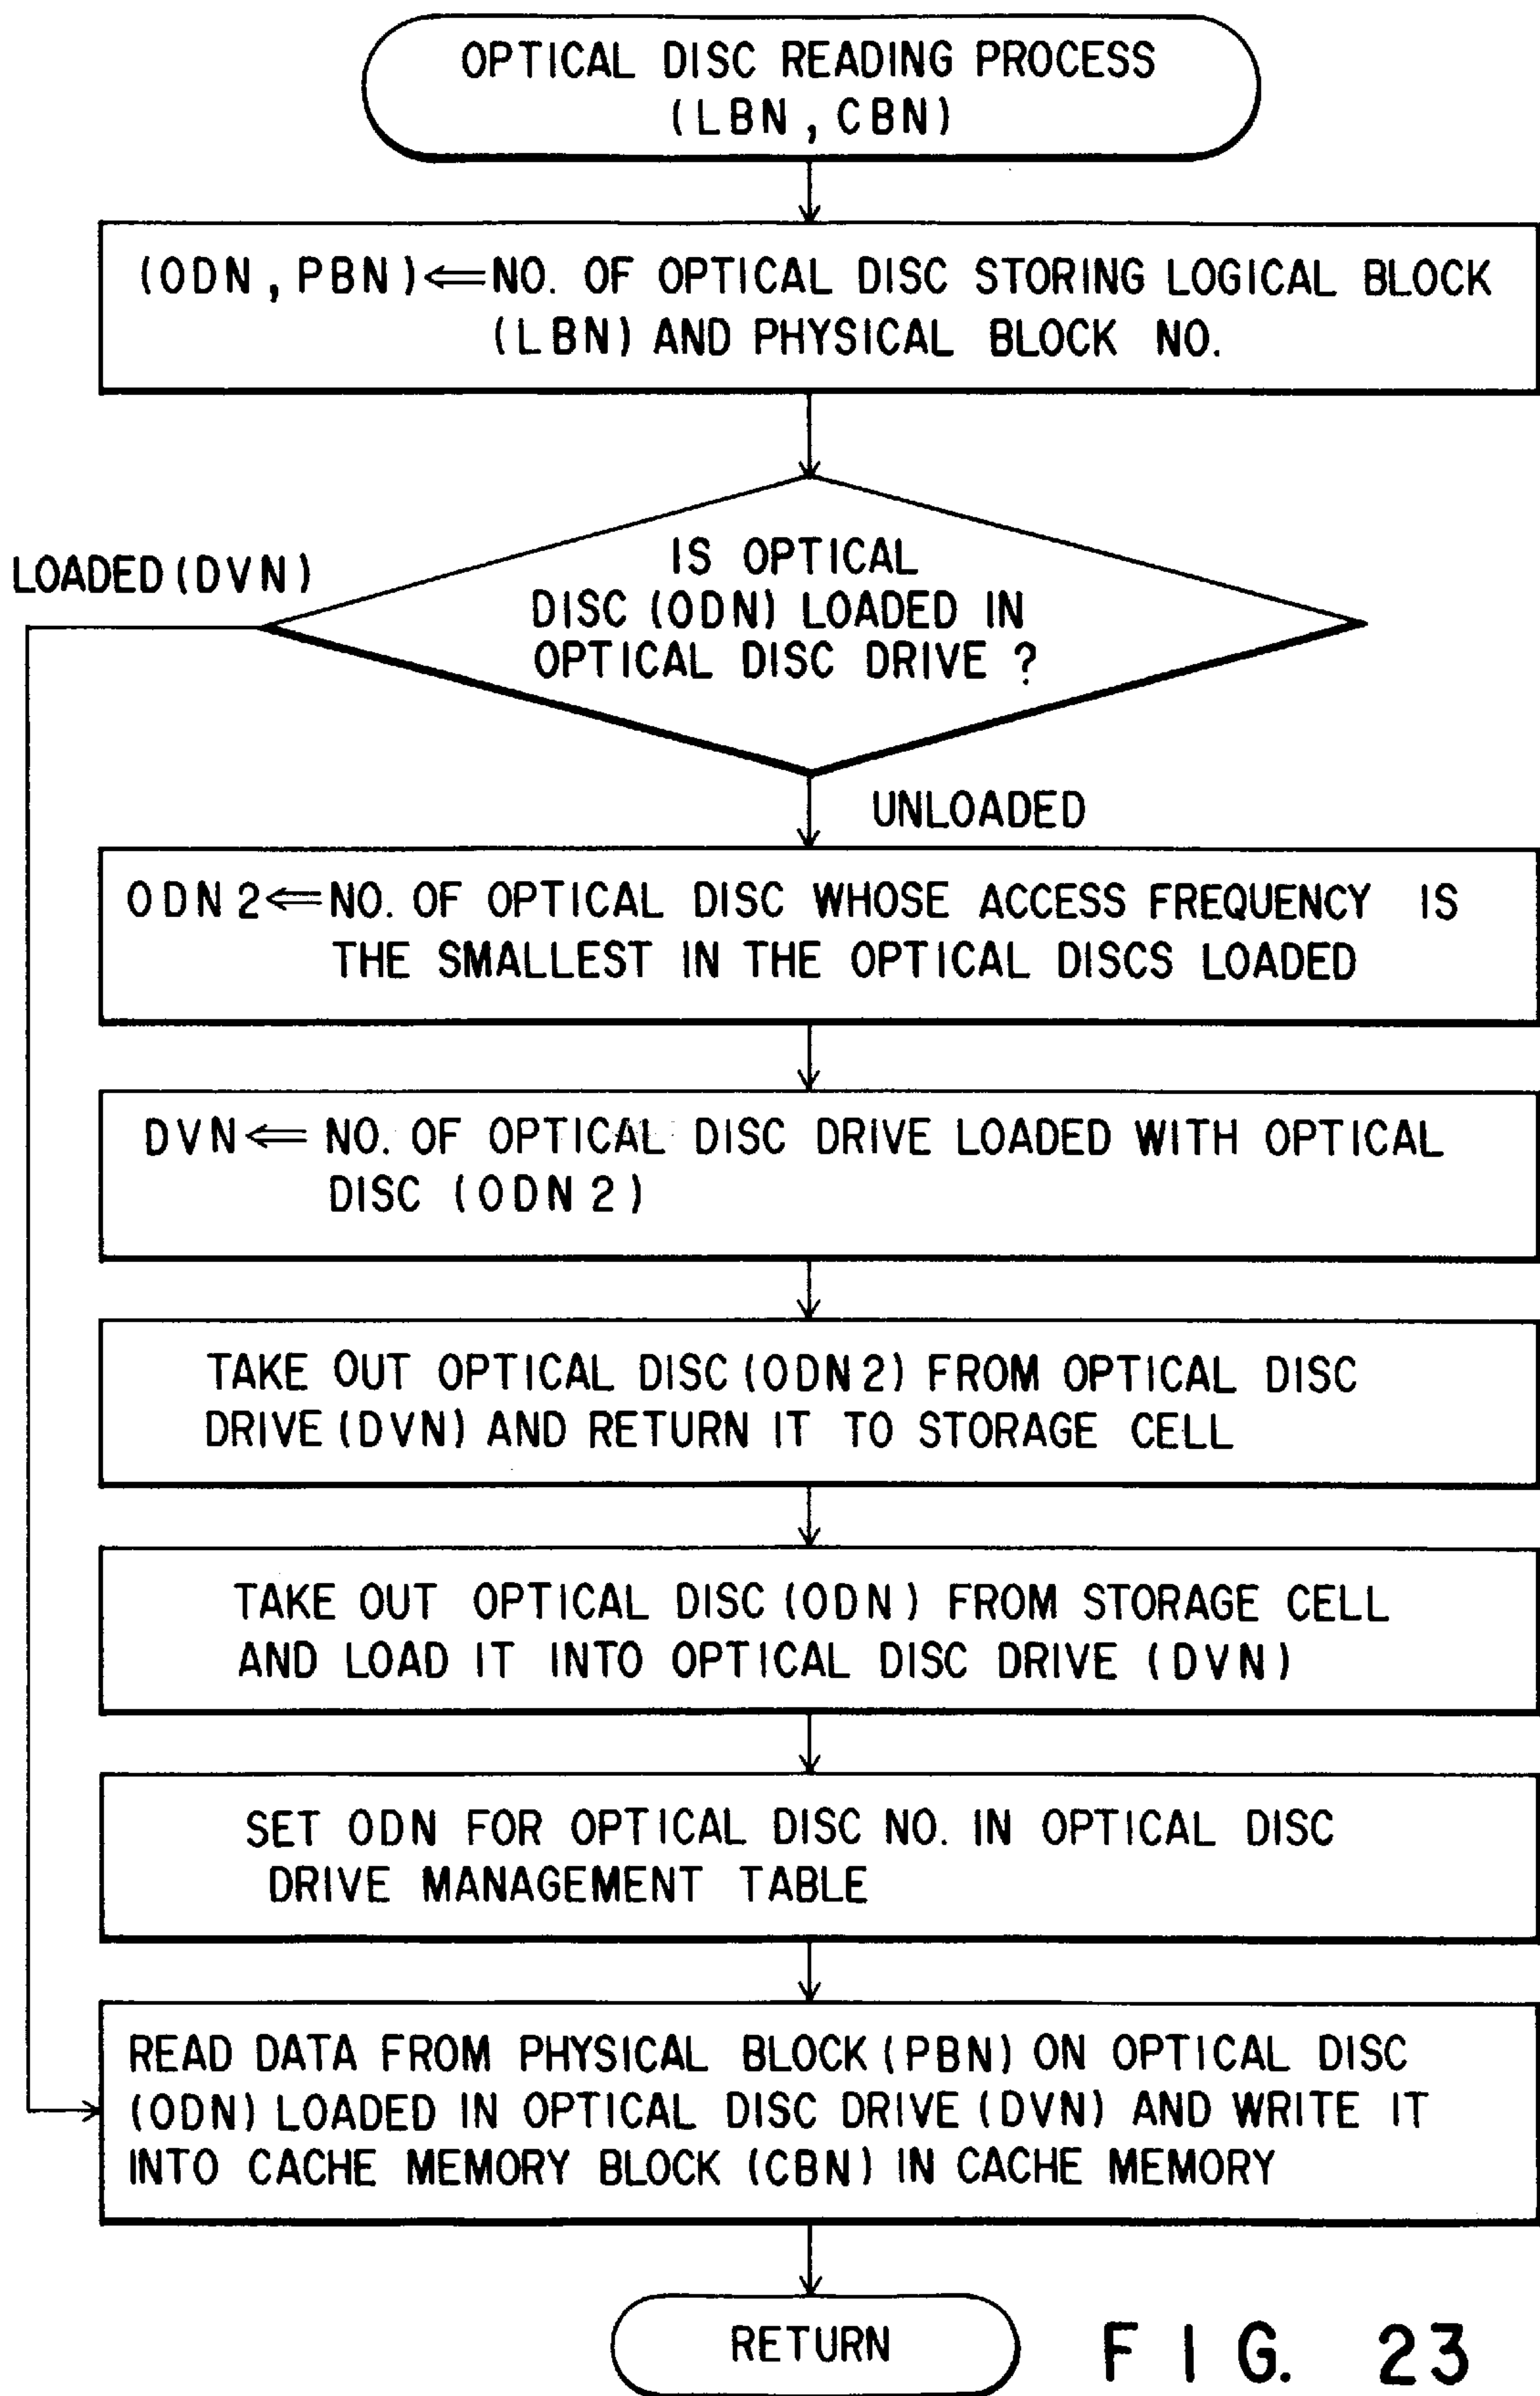 OPTICAL DISC READING PROCESS
(LBN, CBN)
(ODN, PBN)⇐NO. OF OPTICAL DISC STORING LOGICAL BLOCK
(LBN) AND PHYSICAL BLOCK NO.
LOADED(DVN)
IS OPTICAL
DISC (ODN) LOADED IN
OPTICAL DISC DRIVE ?
UNLOADED
ODN2⇐NO. OF OPTICAL DISC WHOSE ACCESS FREQUENCY IS
THE SMALLEST IN THE OPTICAL DISCS LOADED
DVN⇐ NO. OF OPTICAL DISC DRIVE LOADED WITH OPTICAL
DISC (ODN2)
TAKE OUT OPTICAL DISC(ODN2) FROM OPTICAL DISC
DRIVE(DVN) AND RETURN IT TO STORAGE CELL
TAKE OUT OPTICAL DISC(ODN) FROM STORAGE CELL
AND LOAD IT INTO OPTICAL DISC DRIVE (DVN)
SET ODN FOR OPTICAL DISC NO. IN OPTICAL DISC
DRIVE MANAGEMENT TABLE
READ DATA FROM PHYSICAL BLOCK(PBN) ON OPTICAL DISC
(ODN) LOADED IN OPTICAL DISC DRIVE(DVN) AND WRITE IT
INTO CACHE MEMORY BLOCK (CBN) IN CACHE MEMORY
RETURN
FIG. 23